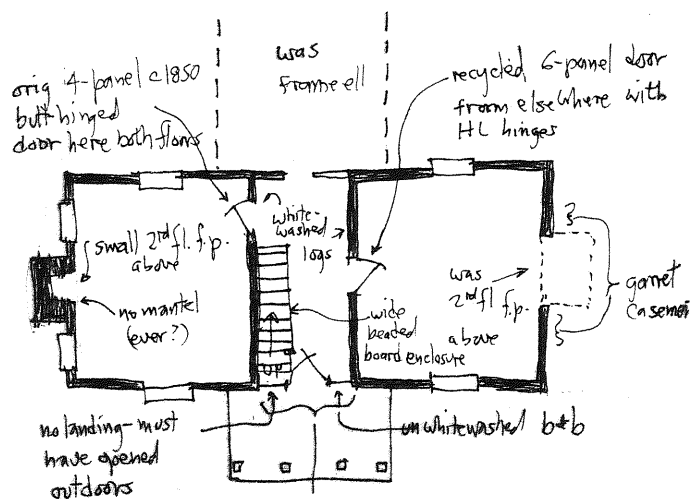 was
frame ell
orig 4-panel c1850
butt hinged
door here both floors
recycled 6-panel door
from elsewhere with
HL hinges
white-
washed
logs
small 2nd fl. f.p.
above
no mantel
(ever?)
was
2nd fl f.p.
above
garret
casemen
wide
beaded
board enclosure
UP
no landing-must
have opened
outdoors
unwhitewashed b+b